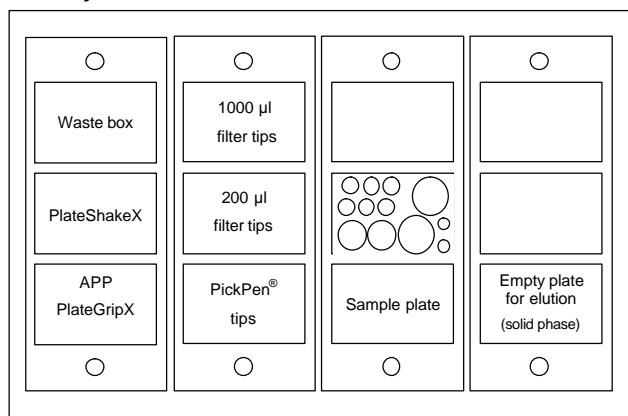 Waste box
PlateShakeX
APP
PlateGripX
1000 µl
filter tips
200 µl
filter tips
PickPen®
tips
Sample plate
Empty plate
for elution
(solid phase)